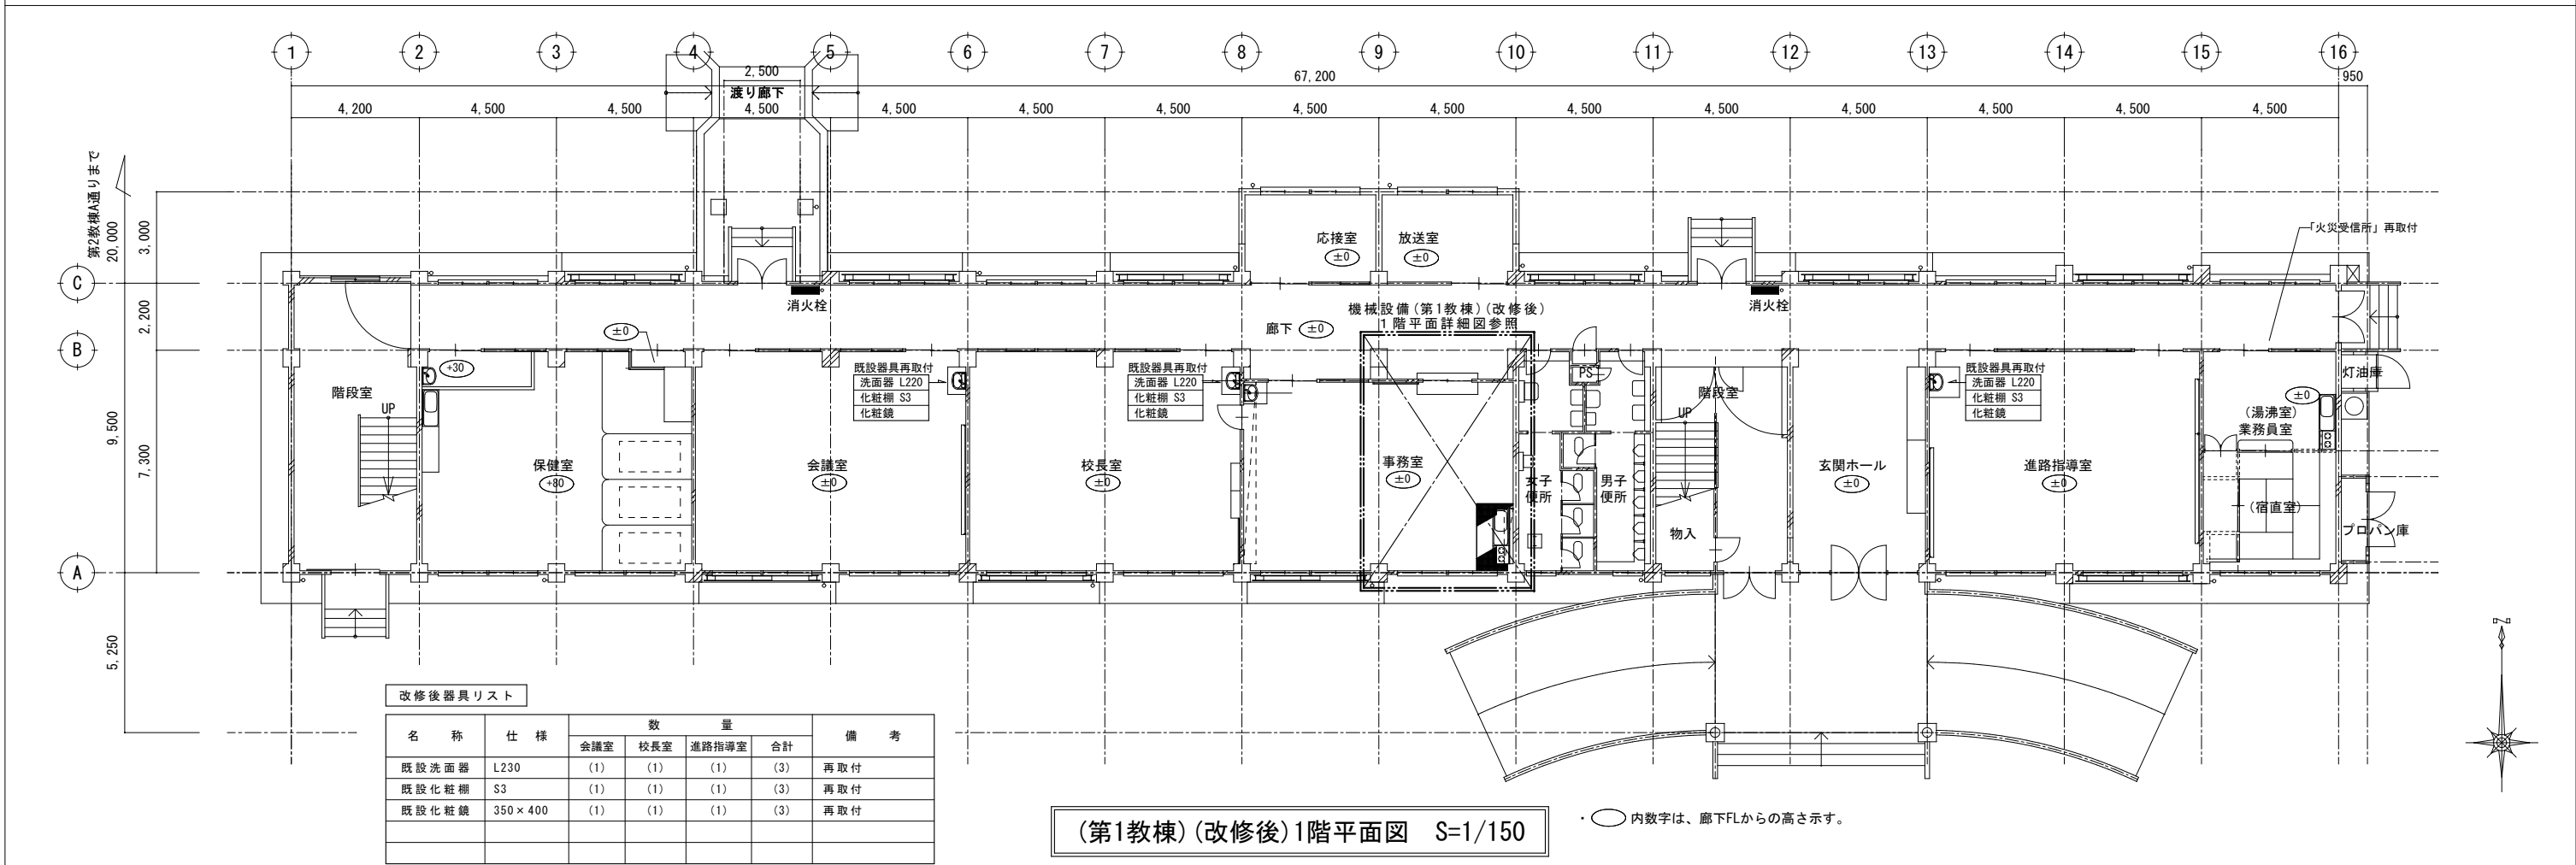 1 2 3 4 5 6 7 8 9 10 11 12 13 14 15 16
2,500
67,200
950
渡り廊下
4,200 4,500 4,500 4,500 4,500 4,500 4,500 4,500 4,500 4,500 4,500 4,500 4,500 4,500 4,500
第2教棟A通りまで
20,000
3,000
2,200
9,500
7,300
5,250
C
B
A
応接室
±0
放送室
±0
「火災受信所」再取付
消火栓
消火栓
機械設備(第1教棟)(改修後)
1階平面詳細図参照
廊下
±0
±0
+30
階段室
UP
既設器具再取付
洗面器 L220
化粧棚 S3
化粧鏡
既設器具再取付
洗面器 L220
化粧棚 S3
化粧鏡
PS
階段室
UP
既設器具再取付
洗面器 L220
化粧棚 S3
化粧鏡
灯油庫
±0
(湯沸室)
業務員室
保健室
+80
会議室
±0
校長室
±0
事務室
±0
女子
便所
男子
便所
物入
玄関ホール
±0
進路指導室
±0
(宿直室)
プロパン庫
N
改修後器具リスト
名 称 仕 様 数 量 備 考
会議室 校長室 進路指導室 合計
既設洗面器 L230 (1) (1) (1) (3) 再取付
既設化粧棚 S3 (1) (1) (1) (3) 再取付
既設化粧鏡 350×400 (1) (1) (1) (3) 再取付
(第1教棟)(改修後)1階平面図 S=1/150
・ 内数字は、廊下FLからの高さ示す。